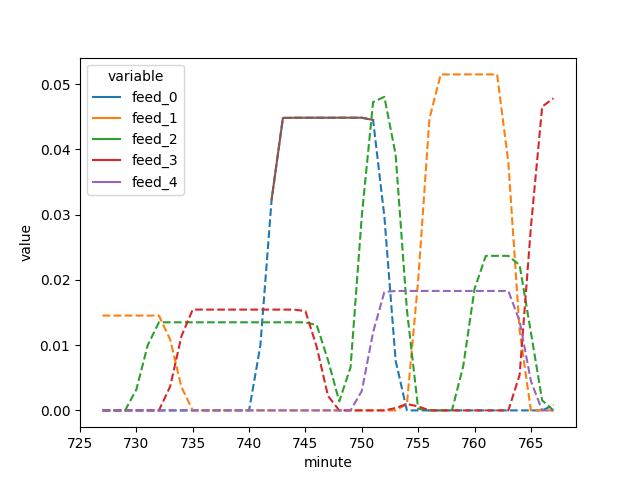 variable
feed_0
feed_1
feed_2
feed_3
feed_4
0.05
0.04
0.03
0.02
0.01
0.00
value
725 730 735 740 745 750 755 760 765
minute